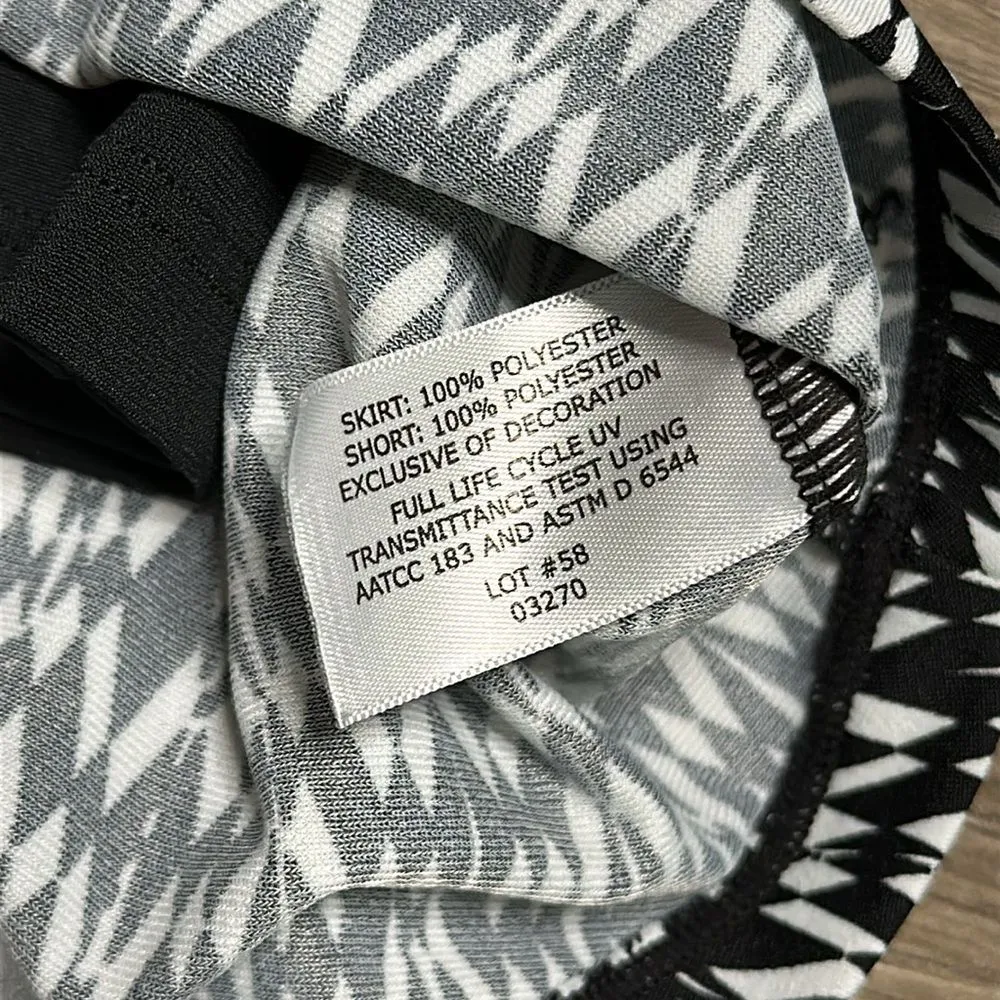 SKIRT: 100% POLYESTER
SHORT: 100% POLYESTER
EXCLUSIVE OF DECORATION
FULL LIFE CYCLE UV
TRANSMITTANCE TEST USING
AATCC 183 AND ASTM D 6544
LOT #58
03270